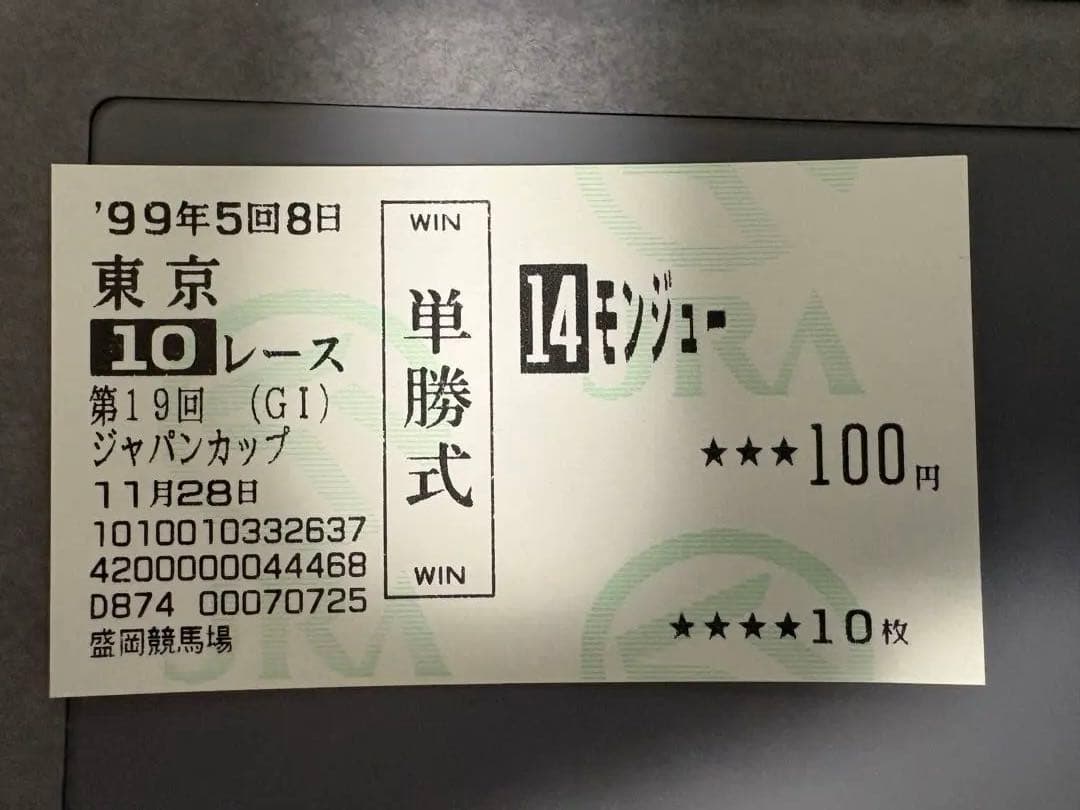 '99年5回8日
東京
10レース
第19回 (GI)
ジャパンカップ
11月28日
1010010332637
4200000044468
D874 00070725
盛岡競馬場
WIN
単勝式
WIN
14モンジュー
★★★100円
★★★★10枚
JRA
JRA